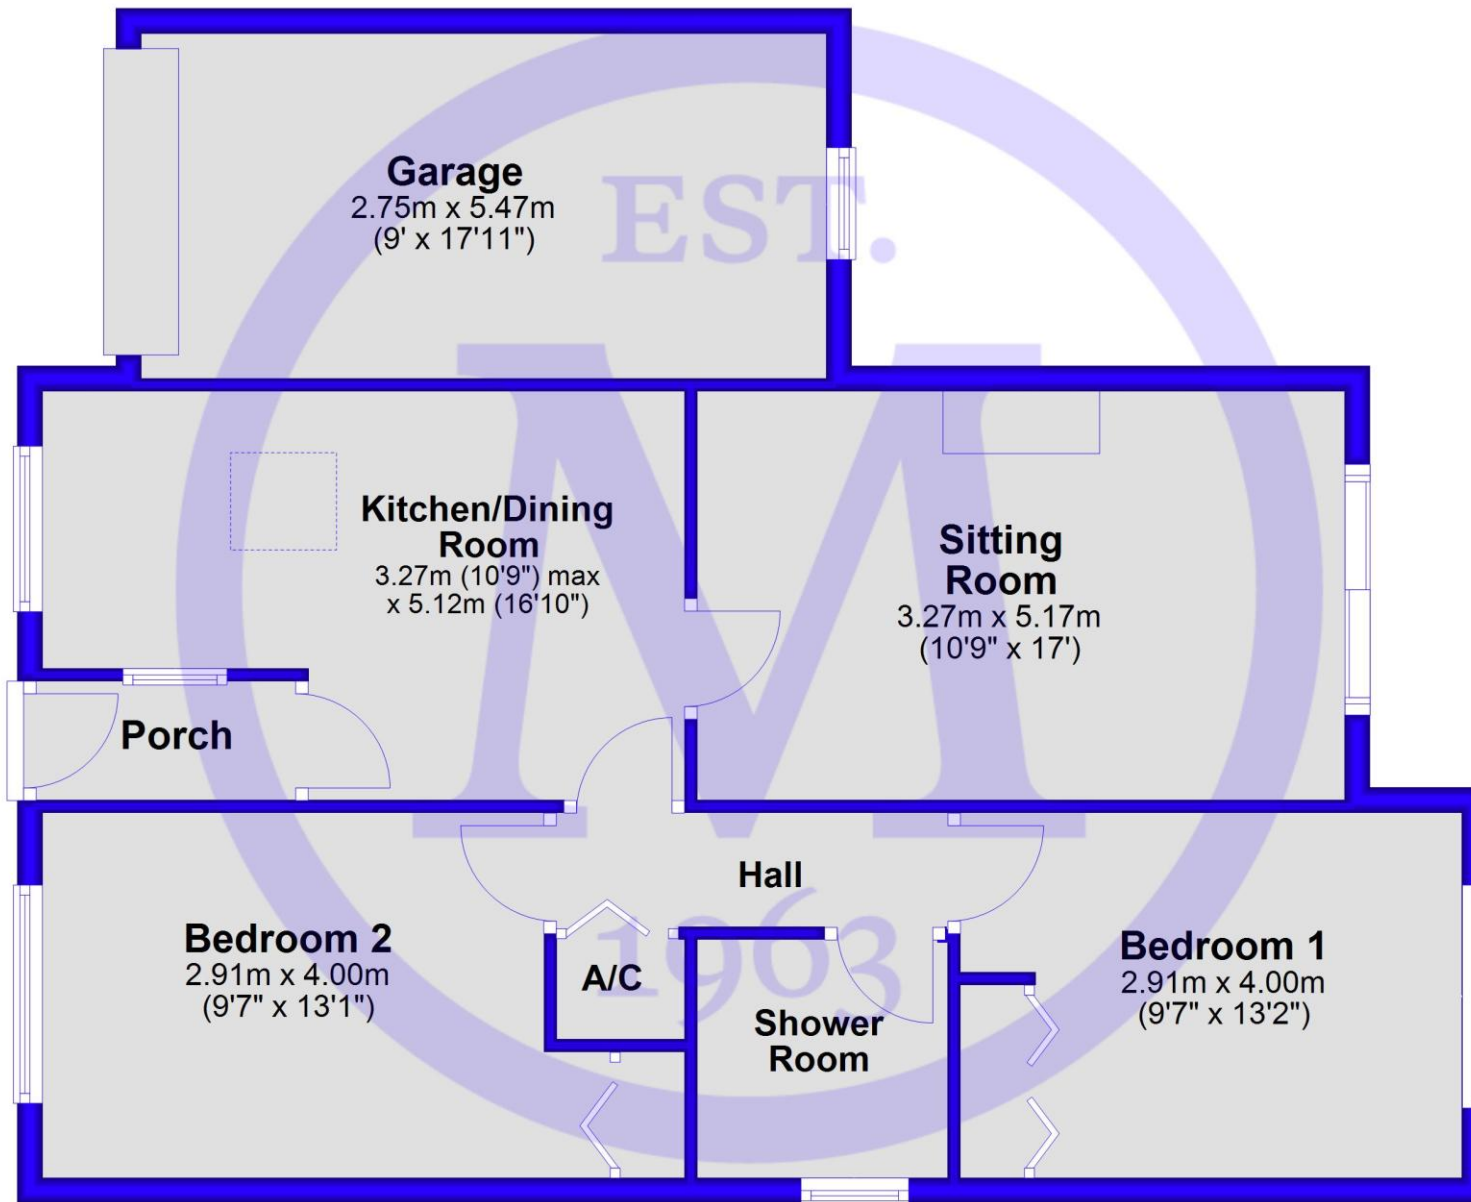 Garage
2.75m x 5.47m
(9' x 17'11")
EST.
Kitchen/Dining
Room
3.27m (10'9") max
x 5.12m (16'10")
Sitting
Room
3.27m x 5.17m
(10'9" x 17')
M
Porch
Hall
Bedroom 2
2.91m x 4.00m
(9'7" x 13'1")
A/C
1963
Shower
Room
Bedroom 1
2.91m x 4.00m
(9'7" x 13'2")